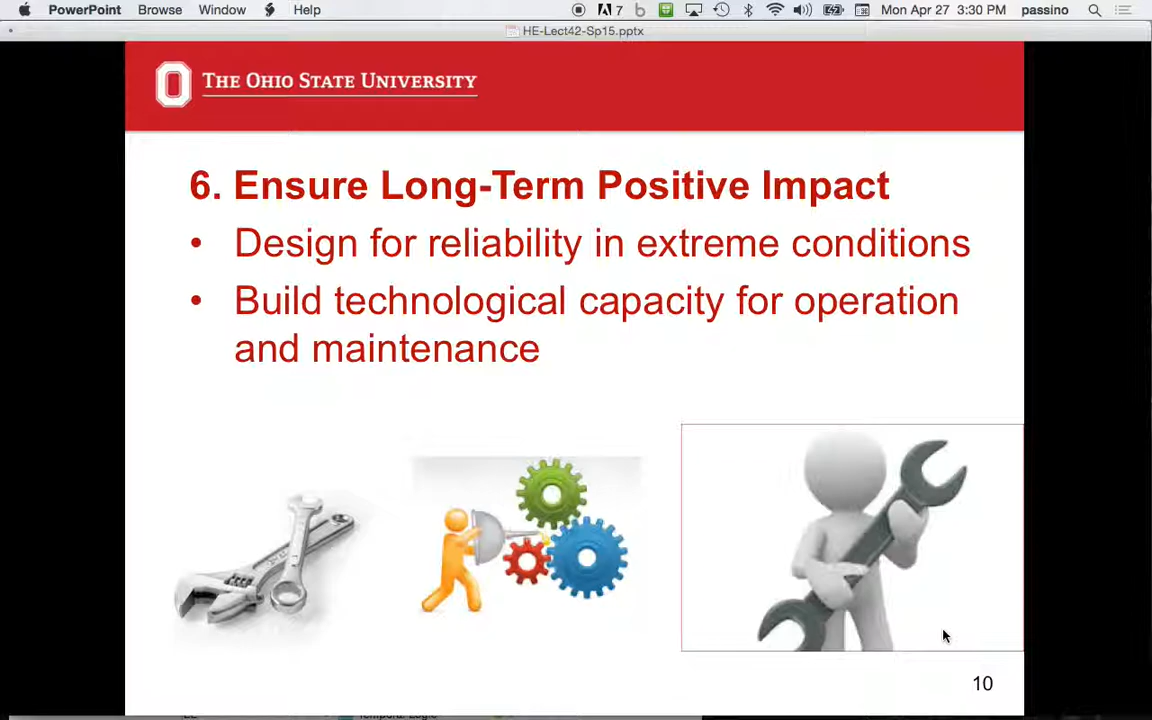 PowerPoint Browse Window Help 7 Mon Apr 27 3:30 PM passino
HE-Lect42-Sp15.pptx
THE OHIO STATE UNIVERSITY
6. Ensure Long-Term Positive Impact
• Design for reliability in extreme conditions
• Build technological capacity for operation
and maintenance
10